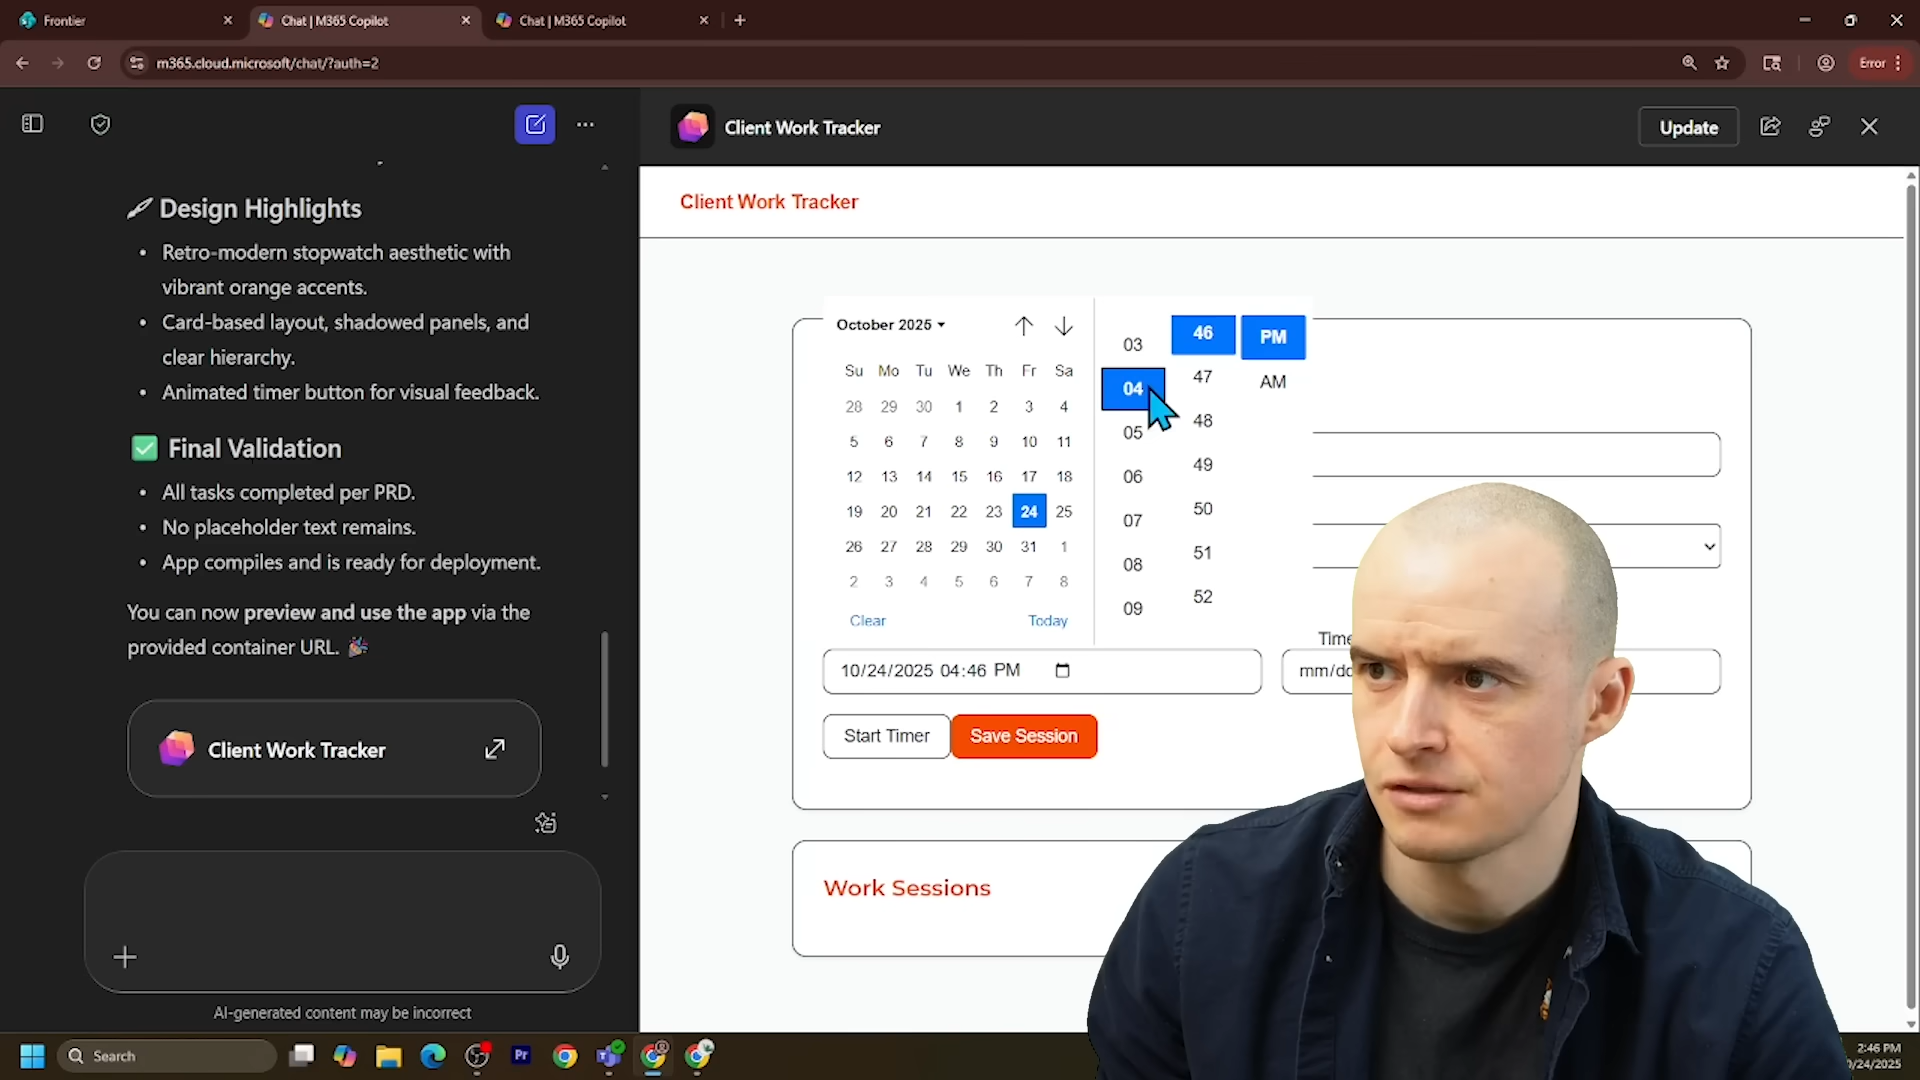 Frontier
Chat | M365 Copilot
Chat | M365 Copilot
m365.cloud.microsoft/chat/?auth=2
Error
Design Highlights
• Retro-modern stopwatch aesthetic with
vibrant orange accents.
• Card-based layout, shadowed panels, and
clear hierarchy.
• Animated timer button for visual feedback.
Final Validation
• All tasks completed per PRD.
• No placeholder text remains.
• App compiles and is ready for deployment.
You can now preview and use the app via the
provided container URL.
Client Work Tracker
AI-generated content may be incorrect
Client Work Tracker
Update
Client Work Tracker
October 2025
Su Mo Tu We Th Fr Sa
28 29 30 1 2 3 4
5 6 7 8 9 10 11
12 13 14 15 16 17 18
19 20 21 22 23 24 25
26 27 28 29 30 31 1
2 3 4 5 6 7 8
Clear Today
03
04
05
06
07
08
09
46
47
48
49
50
51
52
PM
AM
10/24/2025 04:46 PM
Start Timer
Save Session
Work Sessions
Search
Pr
2:46 PM